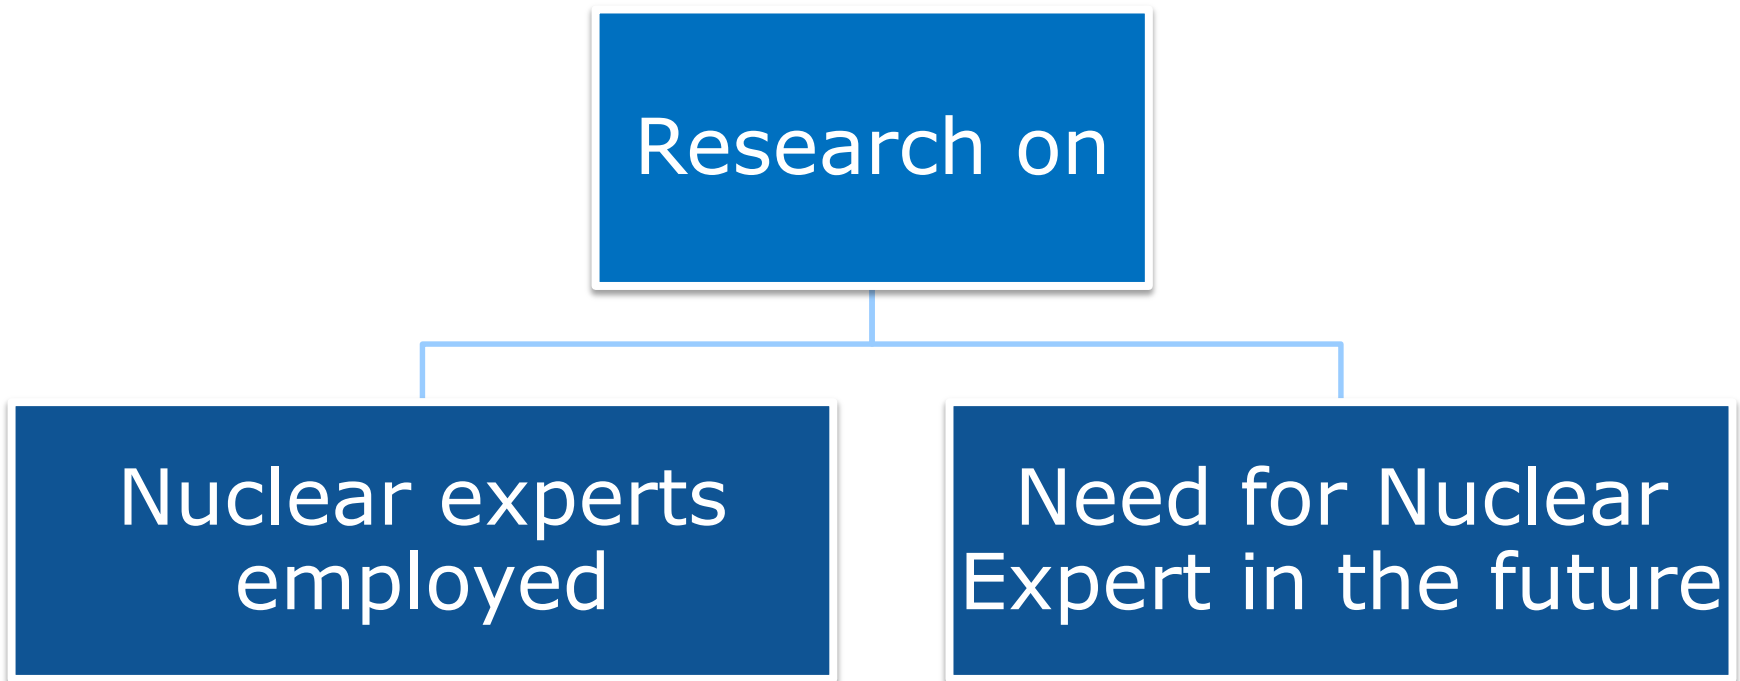 Research on
Nuclear experts
employed
Need for Nuclear
Expert in the future